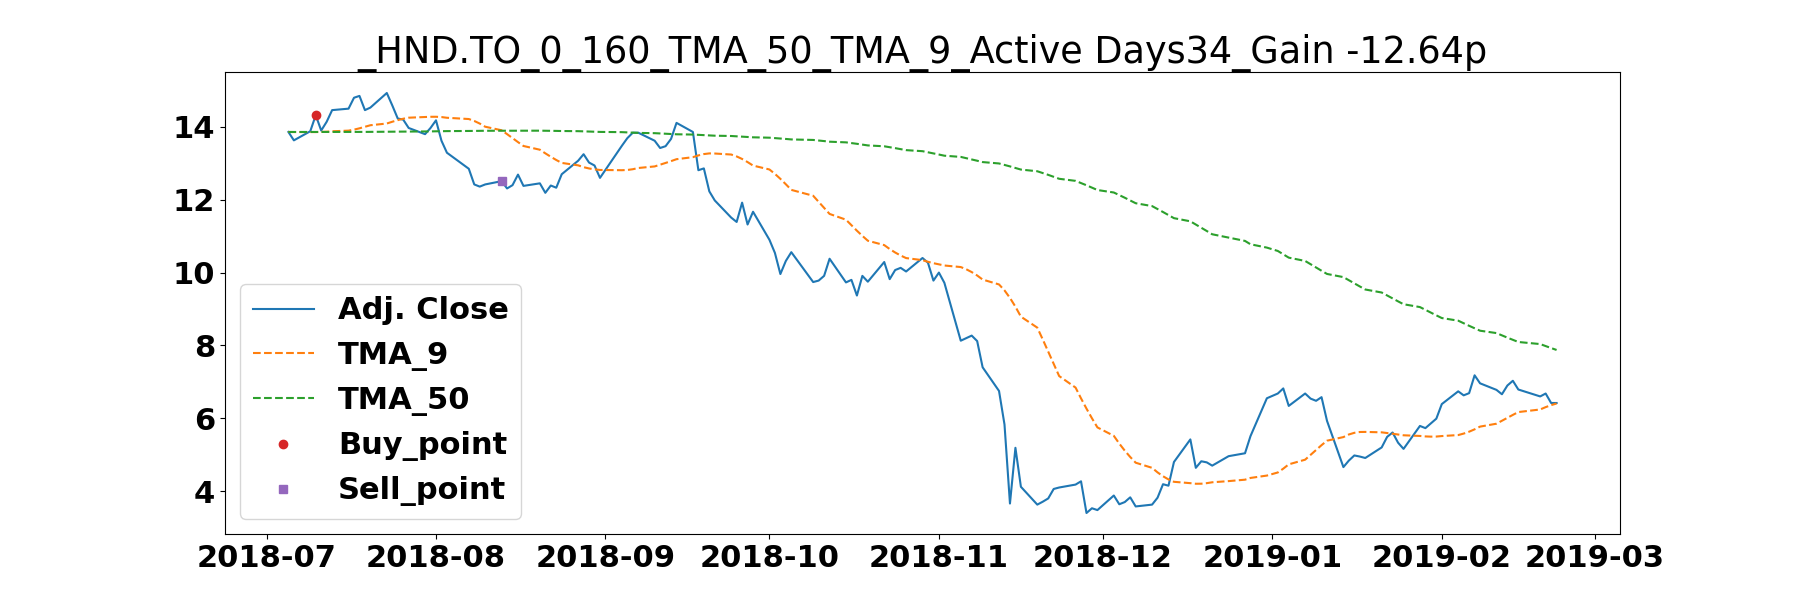 _HND.TO_0_160_TMA_50_TMA_9_Active Days34_Gain -12.64p
14
12
10
8
6
4
Adj. Close
TMA_9
TMA_50
Buy_point
Sell_point
2018-07 2018-08 2018-09 2018-10 2018-11 2018-12 2019-01 2019-02 2019-03